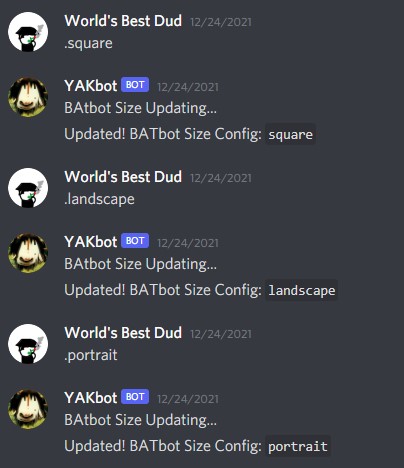 World's Best Dud 12/24/2021
.square
YAKbot BOT 12/24/2021
BAtbot Size Updating...
Updated! BATbot Size Config: square
World's Best Dud 12/24/2021
.landscape
YAKbot BOT 12/24/2021
BAtbot Size Updating...
Updated! BATbot Size Config: landscape
World's Best Dud 12/24/2021
.portrait
YAKbot BOT 12/24/2021
BAtbot Size Updating...
Updated! BATbot Size Config: portrait